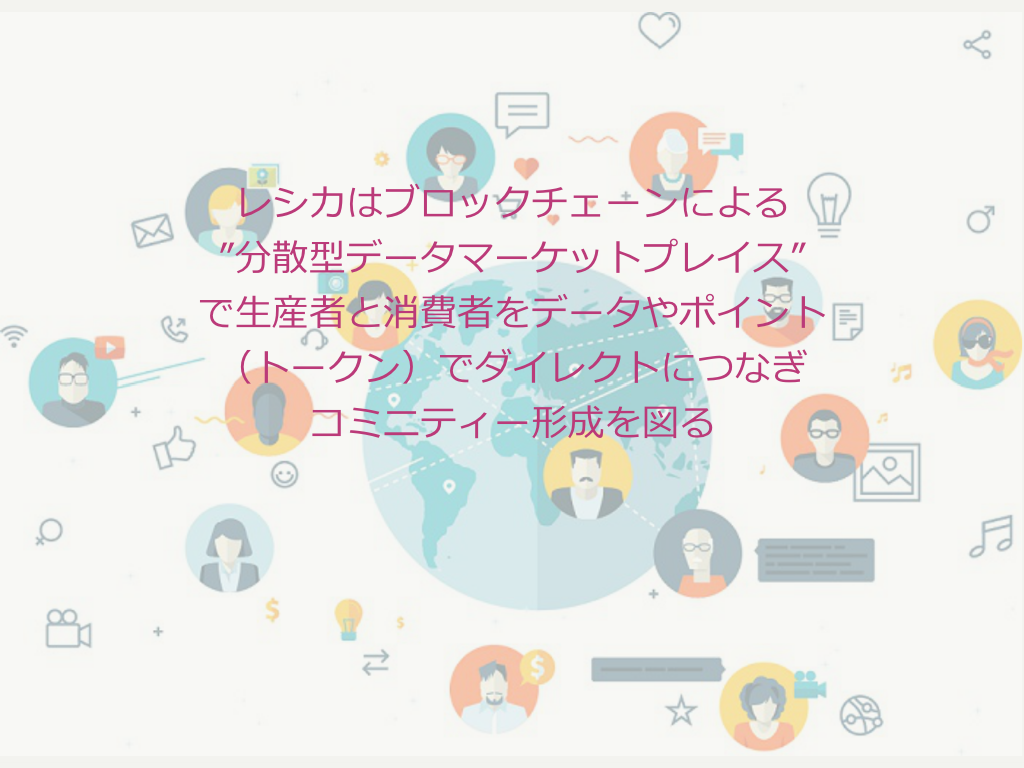 レシカはブロックチェーンによる
”分散型データマーケットプレイス”
で生産者と消費者をデータやポイント
（トークン）でダイレクトにつなぎ
コミニティー形成を図る